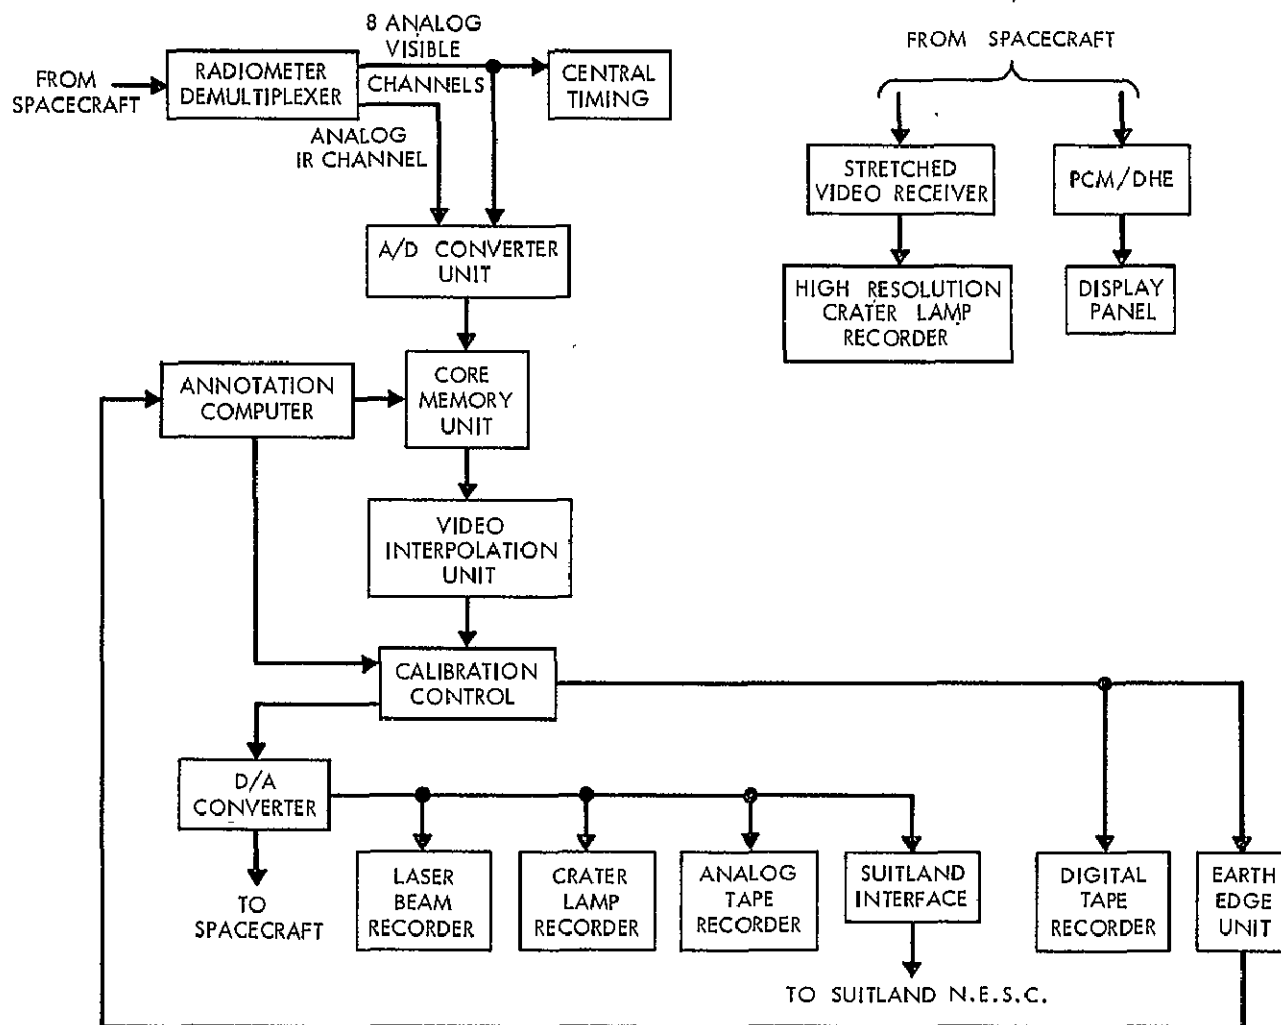 8 ANALOG
VISIBLE
CHANNELS
FROM
SPACECRAFT
RADIOMETER
DEMULTIPLEXER
CENTRAL
TIMING
ANALOG
IR CHANNEL
A/D CONVERTER
UNIT
ANNOTATION
COMPUTER
CORE
MEMORY
UNIT
VIDEO
INTERPOLATION
UNIT
CALIBRATION
CONTROL
D/A
CONVERTER
TO
SPACECRAFT
LASER
BEAM
RECORDER
CRATER
LAMP
RECORDER
ANALOG
TAPE
RECORDER
SUITLAND
INTERFACE
TO SUITLAND N.E.S.C.
DIGITAL
TAPE
RECORDER
EARTH
EDGE
UNIT
FROM SPACECRAFT
STRETCHED
VIDEO RECEIVER
HIGH RESOLUTION
CRATER LAMP
RECORDER
PCM/DHE
DISPLAY
PANEL